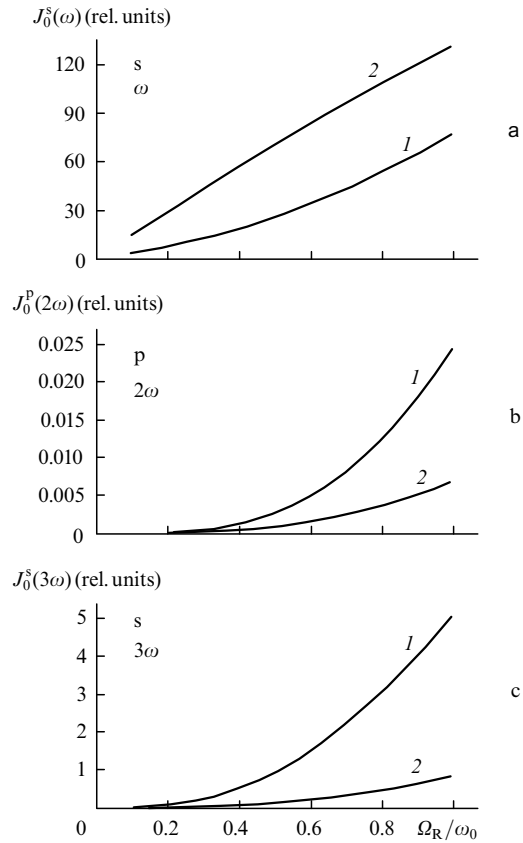 J₀ˢ(ω) (rel. units)
120
90
60
30
0
s
ω
2
1
a
J₀ᵖ(2ω) (rel. units)
0.025
0.020
0.015
0.010
0.005
0
p
2ω
1
2
b
J₀ˢ(3ω) (rel. units)
5
4
3
2
1
s
3ω
1
2
c
0 0.2 0.4 0.6 0.8 Ω_R/ω₀